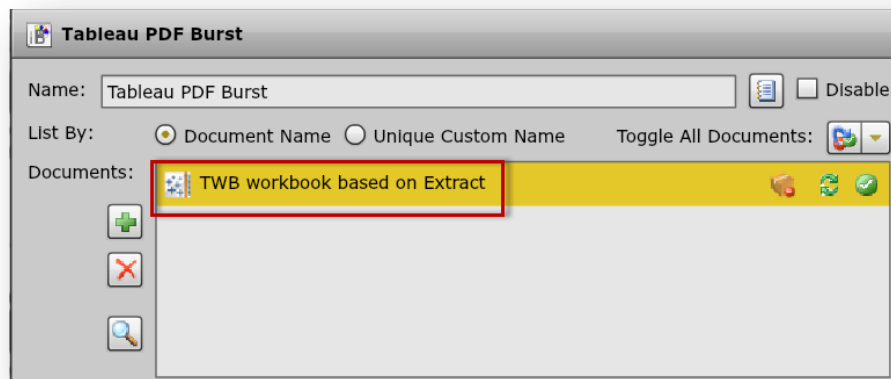 Tableau PDF Burst
Name: Tableau PDF Burst Disable
List By: Document Name Unique Custom Name Toggle All Documents:
Documents: TWB workbook based on Extract